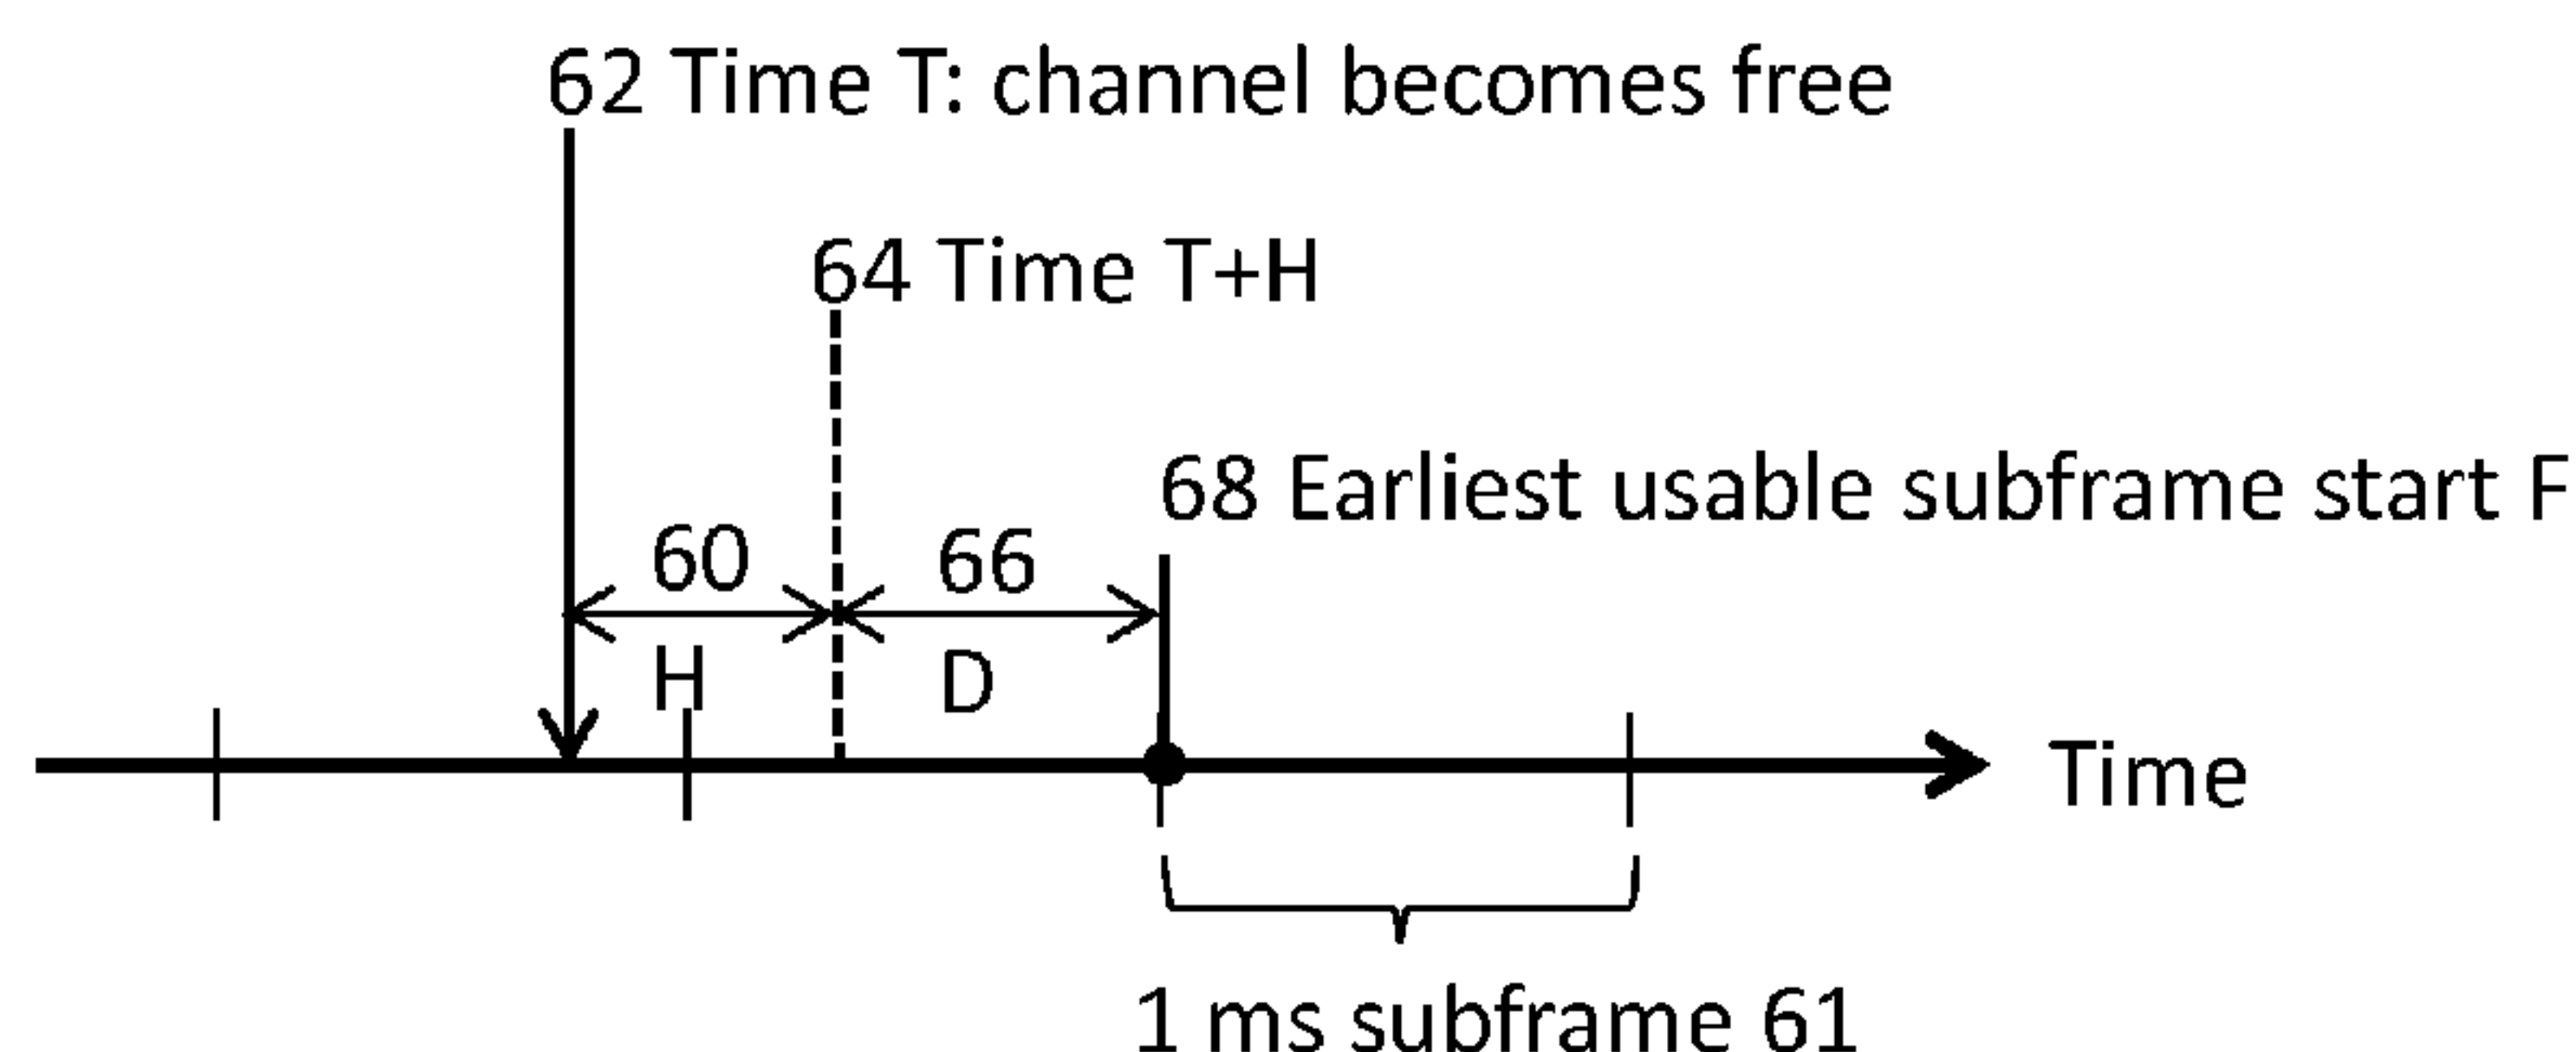 62 Time T: channel becomes free
64 Time T+H
68 Earliest usable subframe start F
60
66
H
D
Time
1 ms subframe 61